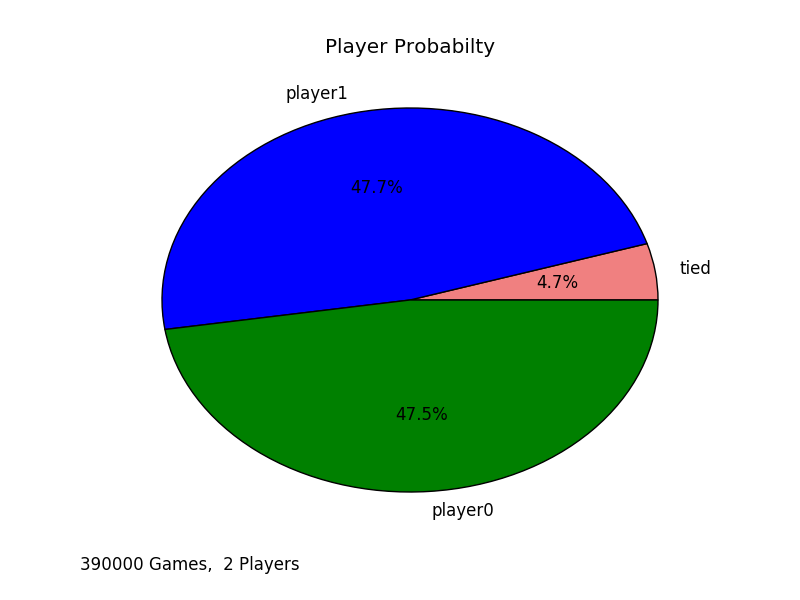 Player Probabilty
player1
47.7%
tied
4.7%
47.5%
player0
390000 Games,  2 Players